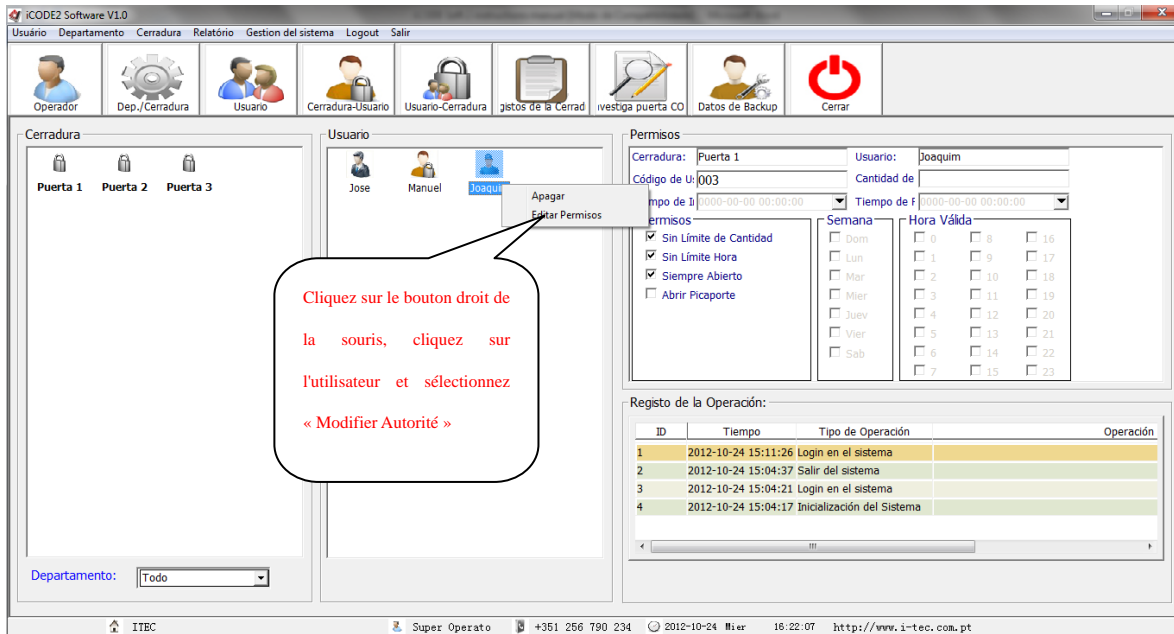 iCODE2 Software V1.0
Usuário Departamento Cerradura Relatório Gestion del sistema Logout Salir
Operador Dep./Cerradura Usuario Cerradura-Usuario Usuario-Cerradura gistos de la Cerrad nvestiga puerta CO Datos de Backup Cerrar
Cerradura
Puerta 1 Puerta 2 Puerta 3
Departamento: Todo
Usuario
Jose Manuel Joaquin
Apagar
Editar Permisos
Cliquez sur le bouton droit de
la souris, cliquez sur
l'utilisateur et sélectionnez
« Modifier Autorité »
Permisos
Cerradura: Puerta 1 Usuario: Joaquim
Código de U: 003 Cantidad de
mpo de I 0000-00-00 00:00:00 Tiempo de F 0000-00-00 00:00:00
ermisos
Sin Límite de Cantidad
Sin Límite Hora
Siempre Abierto
Abrir Picaporte
Semana
Dom
Lun
Mar
Mier
Juev
Vier
Sab
Hora Válida
0 8 16
1 9 17
2 10 18
3 11 19
4 12 20
5 13 21
6 14 22
7 15 23
Registo de la Operación:
ID Tiempo Tipo de Operación Operación
1 2012-10-24 15:11:26 Login en el sistema
2 2012-10-24 15:04:37 Salir del sistema
3 2012-10-24 15:04:21 Login en el sistema
4 2012-10-24 15:04:17 Inicialización del Sistema
ITEC Super Operato +351 256 790 234 2012-10-24 Mier 16:22:07 http://www.i-tec.com.pt